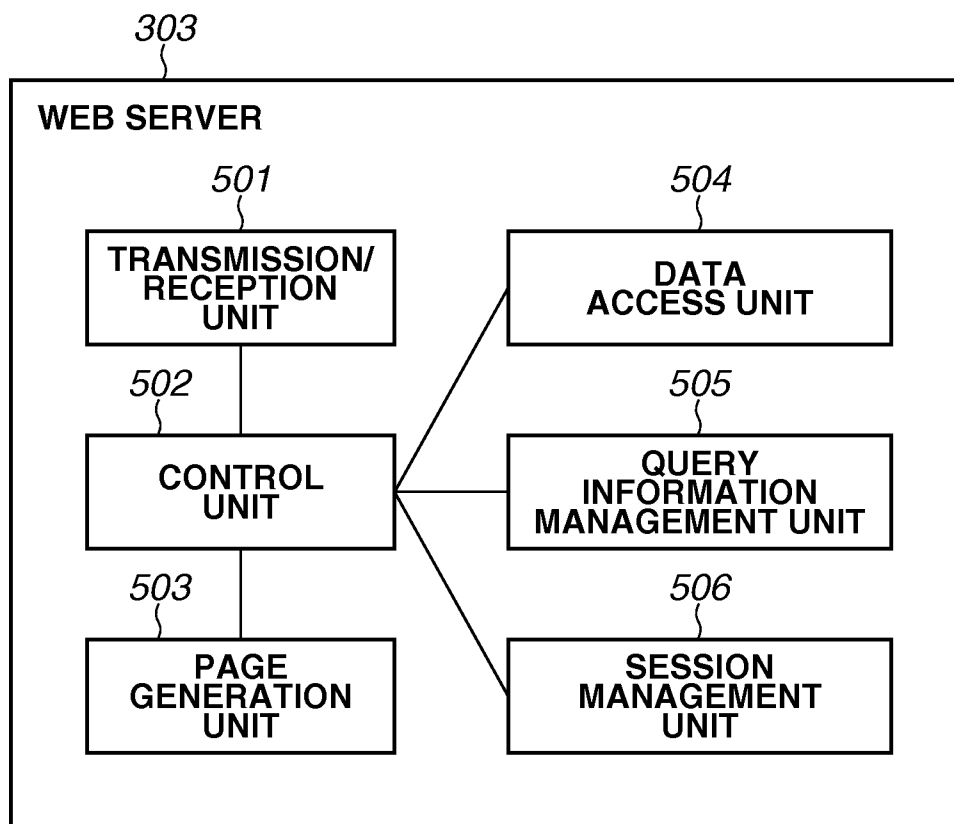 303
WEB SERVER
501
TRANSMISSION/
RECEPTION
UNIT
504
DATA
ACCESS UNIT
502
CONTROL
UNIT
505
QUERY
INFORMATION
MANAGEMENT UNIT
503
PAGE
GENERATION
UNIT
506
SESSION
MANAGEMENT
UNIT